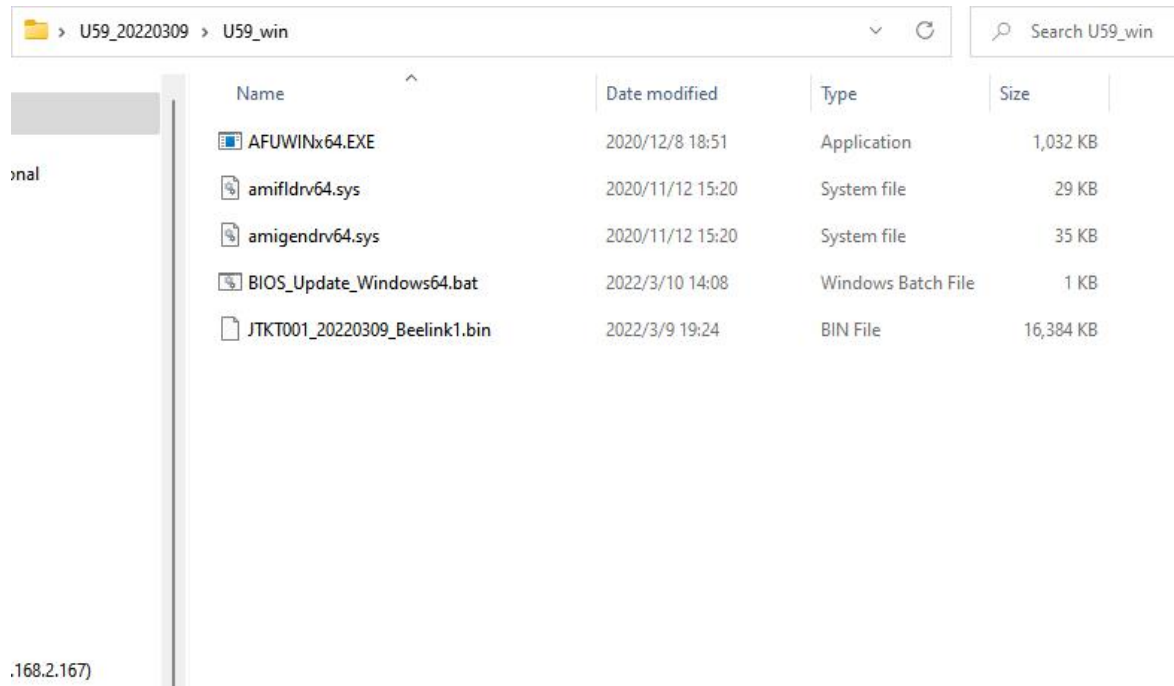 U59_20220309 > U59_win
Search U59_win
Name Date modified Type Size
AFUWINx64.EXE 2020/12/8 18:51 Application 1,032 KB
onal
amifldrv64.sys 2020/11/12 15:20 System file 29 KB
amigendrv64.sys 2020/11/12 15:20 System file 35 KB
BIOS_Update_Windows64.bat 2022/3/10 14:08 Windows Batch File 1 KB
JTKT001_20220309_Beelink1.bin 2022/3/9 19:24 BIN File 16,384 KB
.168.2.167)